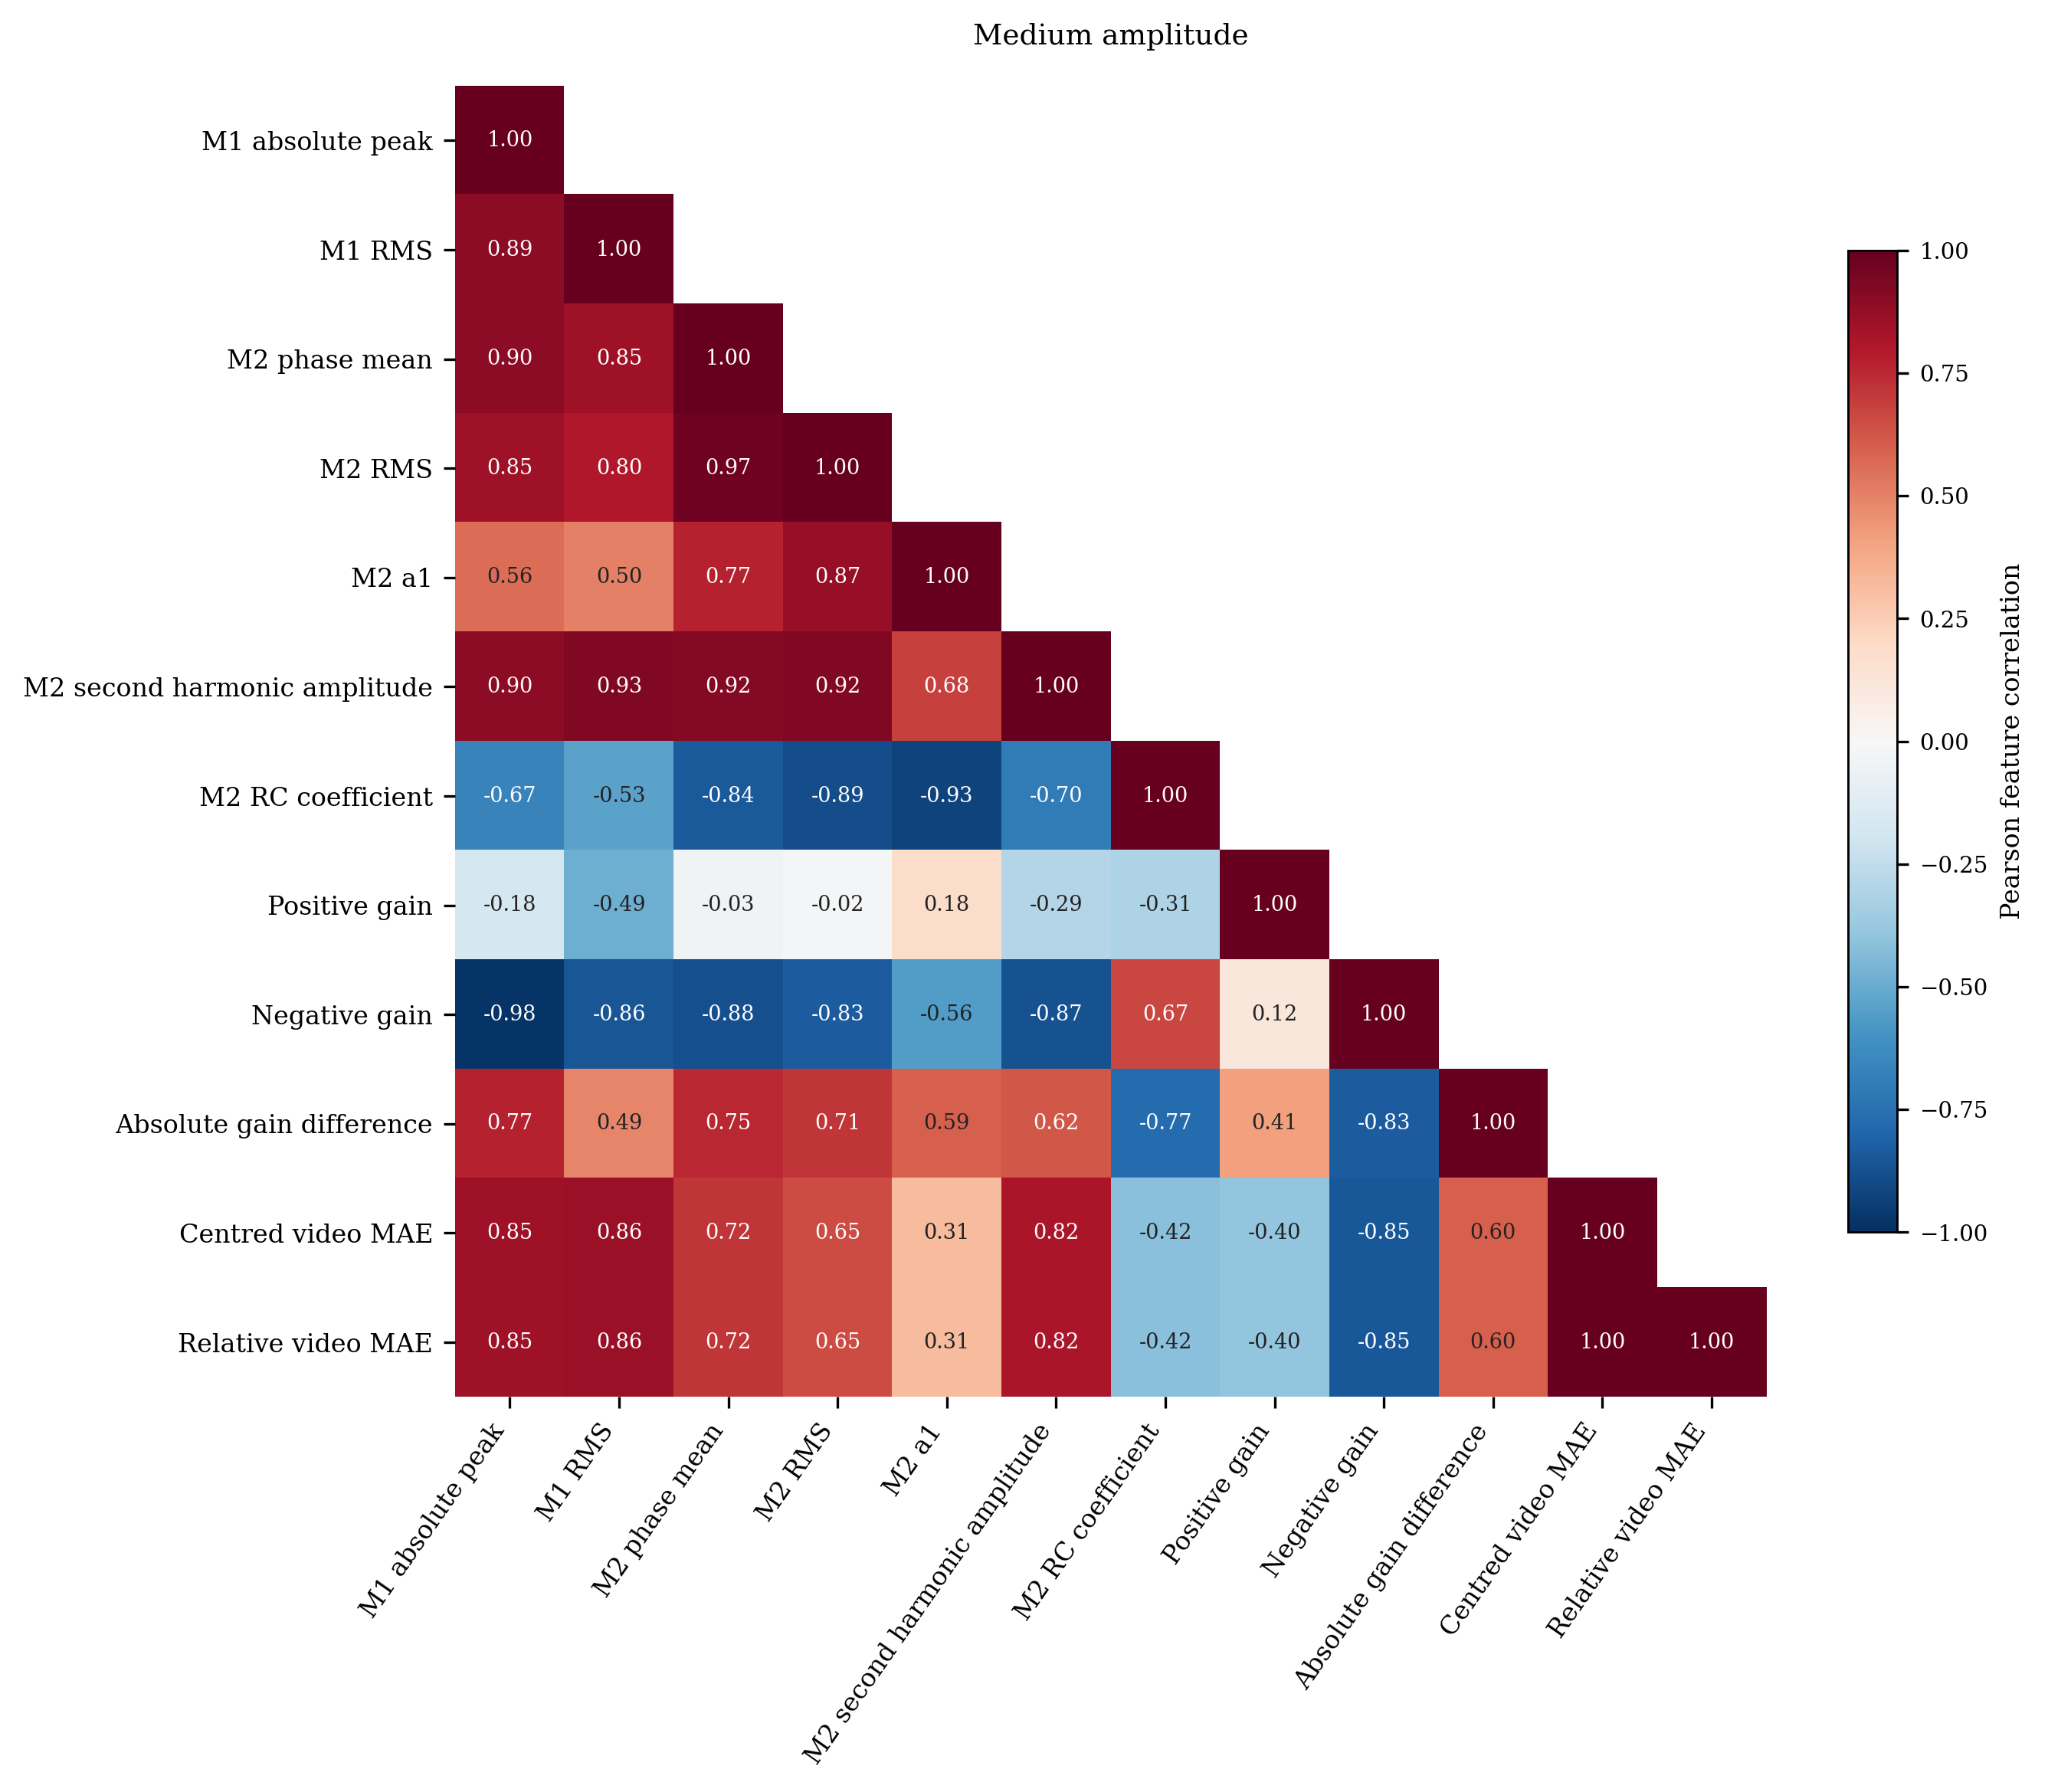 Medium amplitude
M1 absolute peak
1.00
M1 RMS
0.89 1.00
M2 phase mean
0.90 0.85 1.00
M2 RMS
0.85 0.80 0.97 1.00
M2 a1
0.56 0.50 0.77 0.87 1.00
M2 second harmonic amplitude
0.90 0.93 0.92 0.92 0.68 1.00
M2 RC coefficient
-0.67 -0.53 -0.84 -0.89 -0.93 -0.70 1.00
Positive gain
-0.18 -0.49 -0.03 -0.02 0.18 -0.29 -0.31 1.00
Negative gain
-0.98 -0.86 -0.88 -0.83 -0.56 -0.87 0.67 0.12 1.00
Absolute gain difference
0.77 0.49 0.75 0.71 0.59 0.62 -0.77 0.41 -0.83 1.00
Centred video MAE
0.85 0.86 0.72 0.65 0.31 0.82 -0.42 -0.40 -0.85 0.60 1.00
Relative video MAE
0.85 0.86 0.72 0.65 0.31 0.82 -0.42 -0.40 -0.85 0.60 1.00 1.00
M1 absolute peak
M1 RMS
M2 phase mean
M2 RMS
M2 a1
M2 second harmonic amplitude
M2 RC coefficient
Positive gain
Negative gain
Absolute gain difference
Centred video MAE
Relative video MAE
1.00
0.75
0.50
0.25
0.00
−0.25
−0.50
−0.75
−1.00
Pearson feature correlation